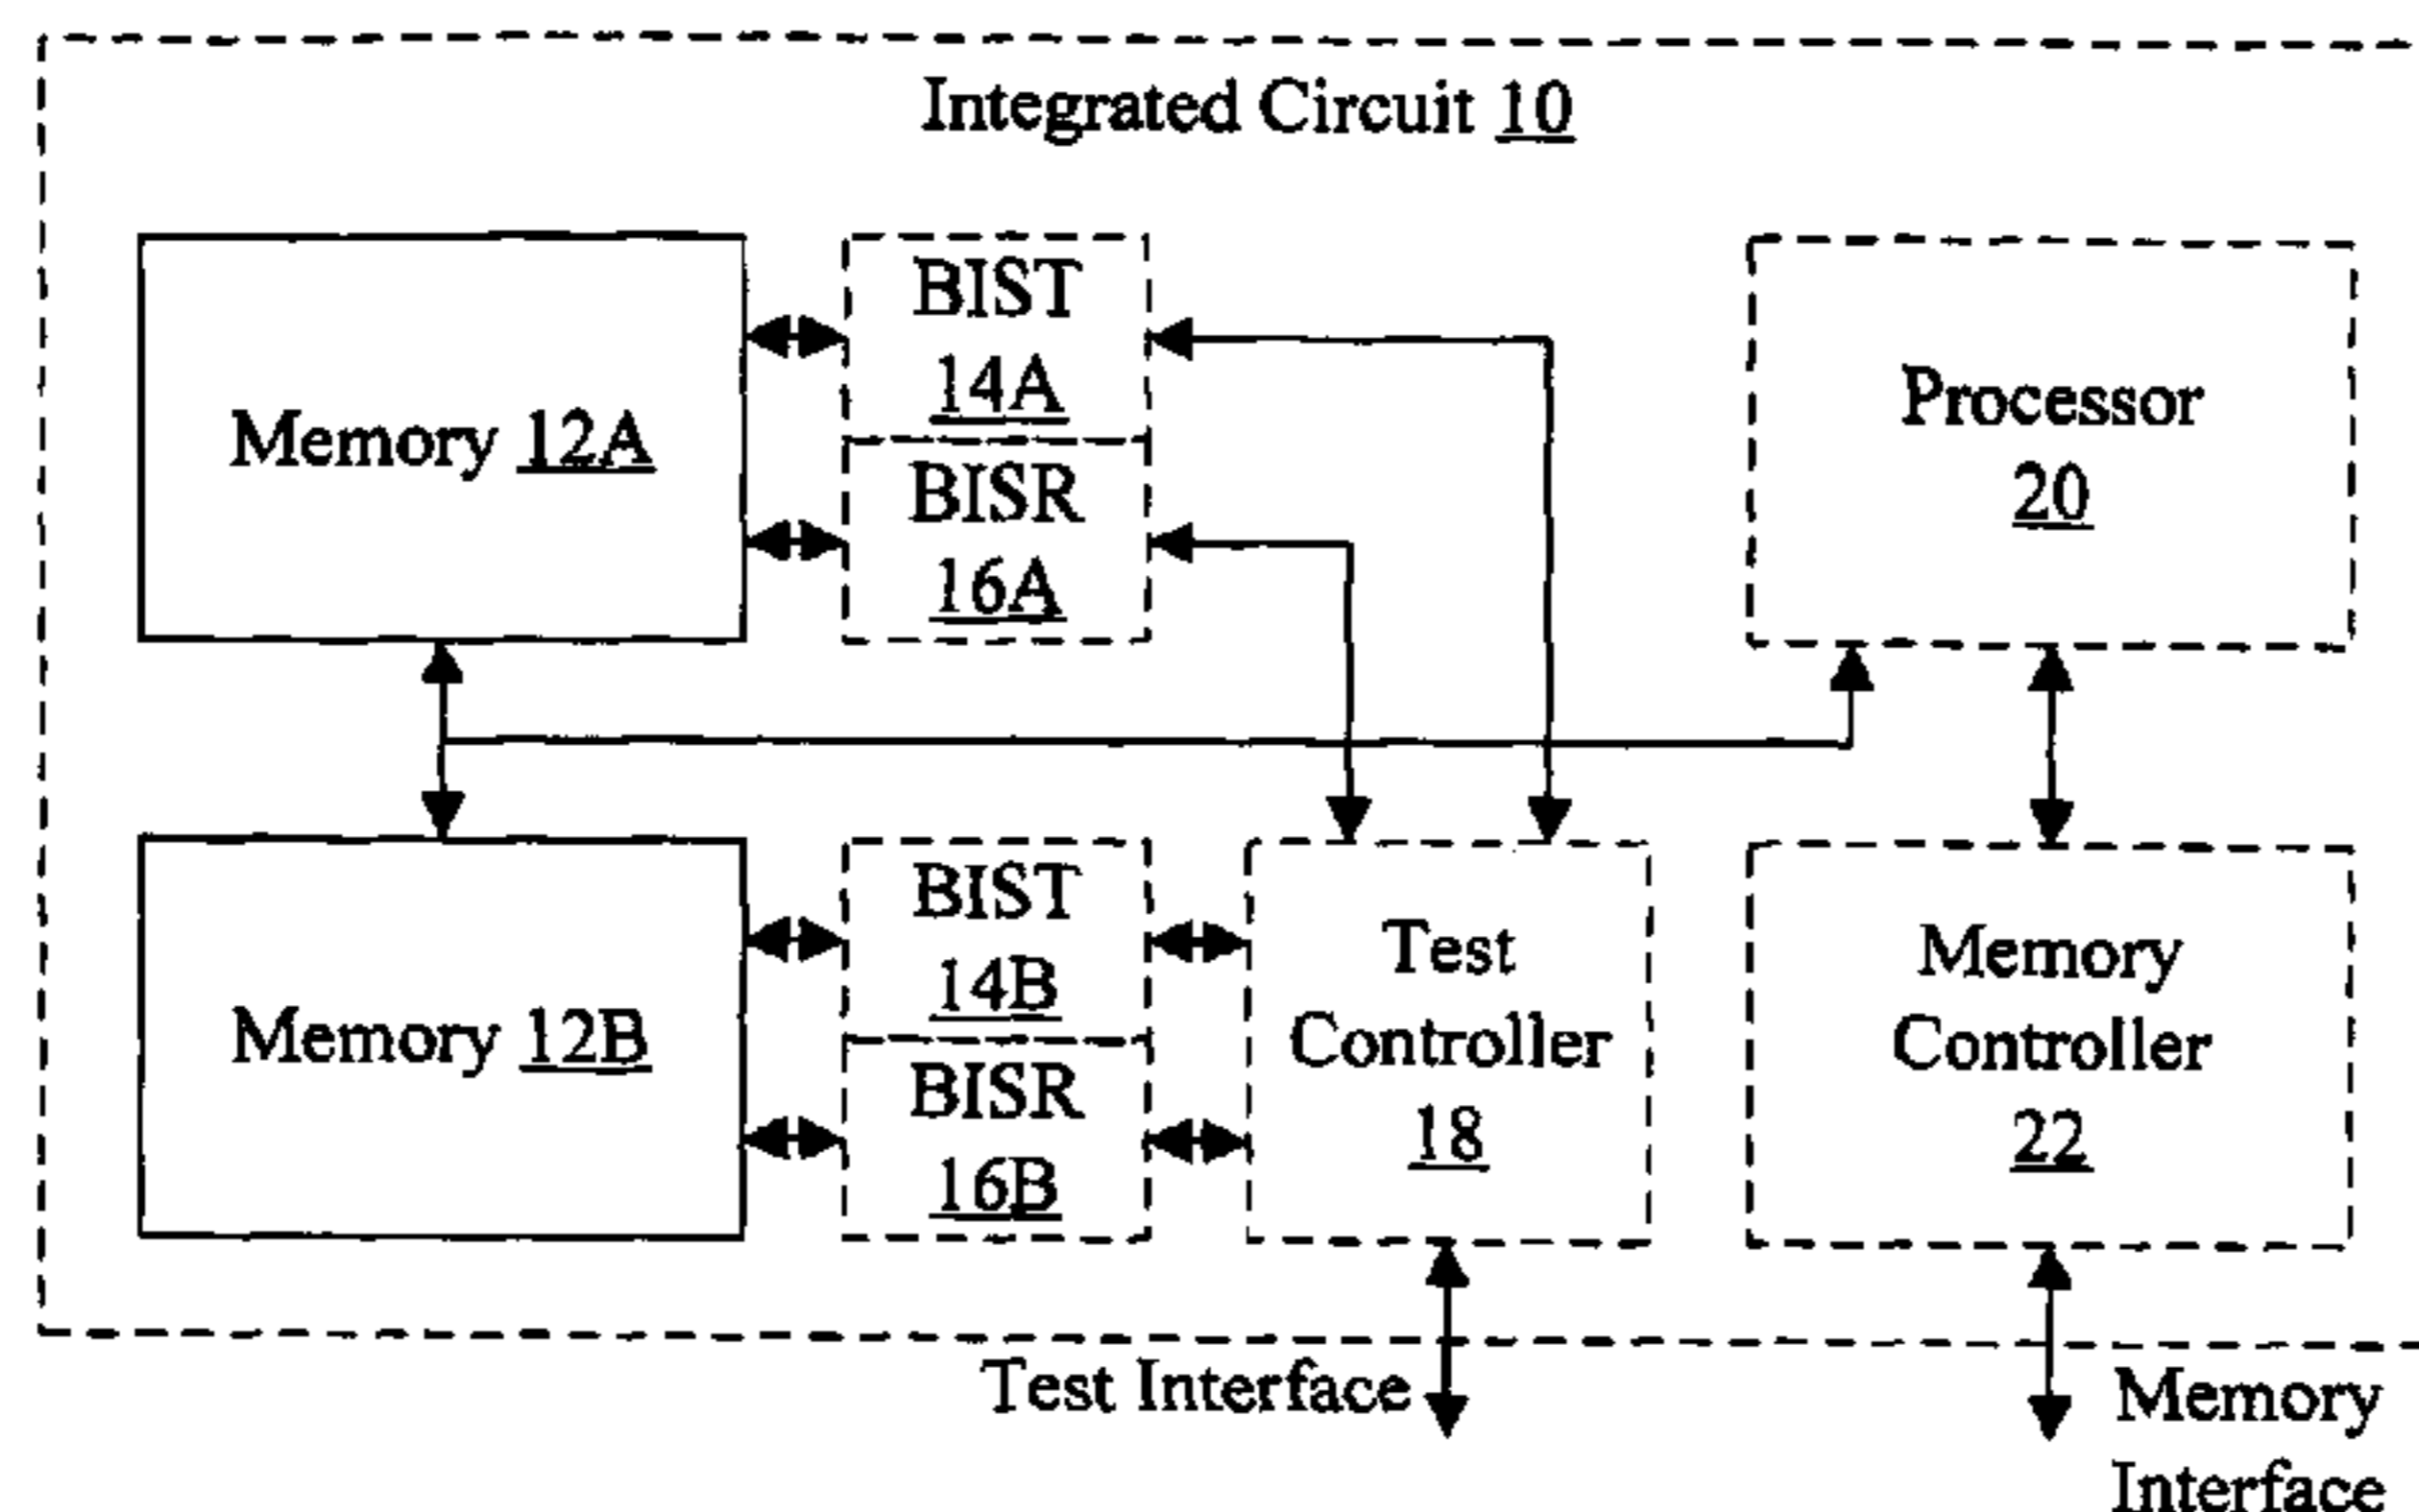 Integrated Circuit 10
BIST
14A
Memory 12A
BISR
16A
Processor
20
BIST
14B
Memory 12B
BISR
16B
Test
Controller
18
Memory
Controller
22
Test Interface
Memory
Interface